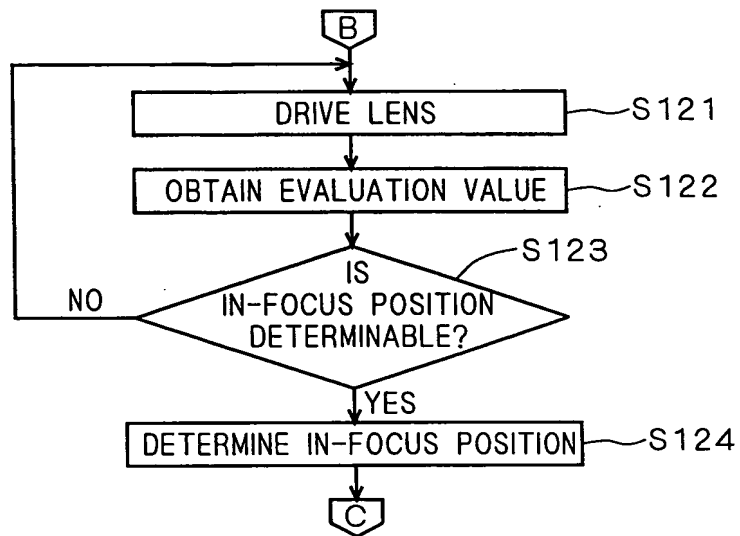 B
DRIVE LENS
S121
OBTAIN EVALUATION VALUE
S122
S123
IS
IN-FOCUS POSITION
DETERMINABLE?
NO
YES
DETERMINE IN-FOCUS POSITION
S124
C